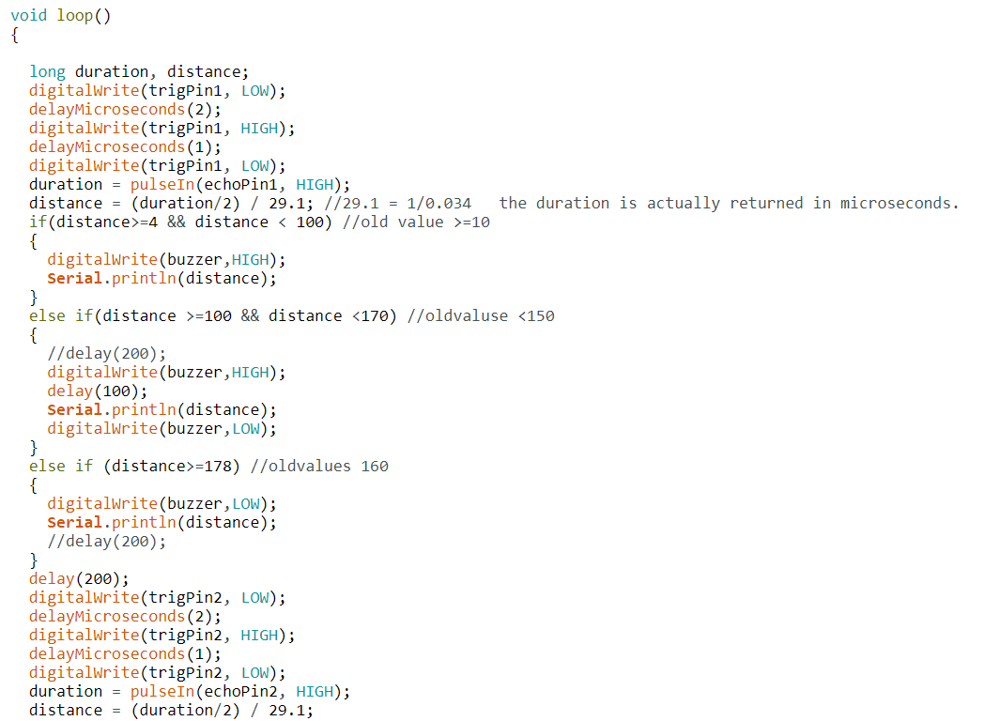 void loop()
{
long duration, distance;
digitalWrite(trigPin1, LOW);
delayMicroseconds(2);
digitalWrite(trigPin1, HIGH);
delayMicroseconds(1);
digitalWrite(trigPin1, LOW);
duration = pulseIn(echoPin1, HIGH);
distance = (duration/2) / 29.1; //29.1 = 1/0.034   the duration is actually returned in microseconds.
if(distance>=4 && distance < 100) //old value >=10
{
digitalWrite(buzzer,HIGH);
Serial.println(distance);
}
else if(distance >=100 && distance <170) //oldvaluse <150
{
//delay(200);
digitalWrite(buzzer,HIGH);
delay(100);
Serial.println(distance);
digitalWrite(buzzer,LOW);
}
else if (distance>=178) //oldvalues 160
{
digitalWrite(buzzer,LOW);
Serial.println(distance);
//delay(200);
}
delay(200);
digitalWrite(trigPin2, LOW);
delayMicroseconds(2);
digitalWrite(trigPin2, HIGH);
delayMicroseconds(1);
digitalWrite(trigPin2, LOW);
duration = pulseIn(echoPin2, HIGH);
distance = (duration/2) / 29.1;